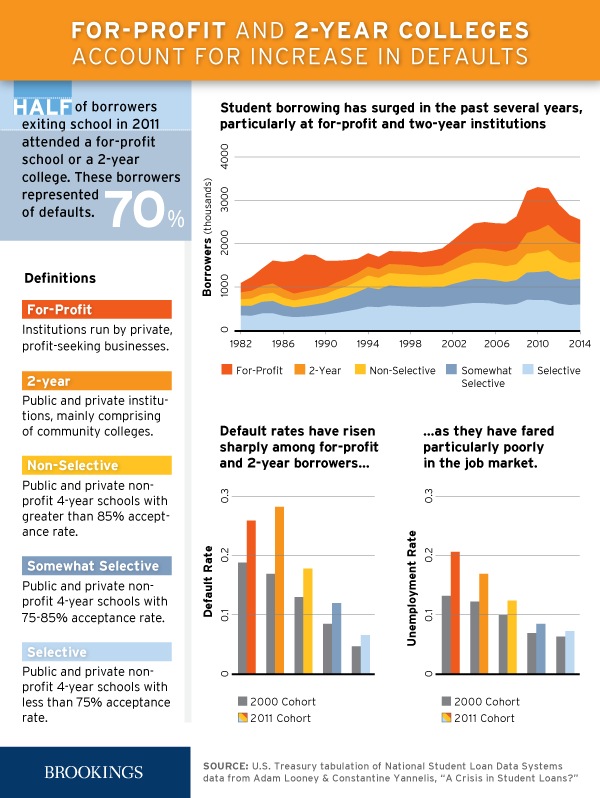 FOR-PROFIT AND 2-YEAR COLLEGES
ACCOUNT FOR INCREASE IN DEFAULTS
HALF of borrowers
exiting school in 2011
attended a for-profit
school or a 2-year
college. These borrowers
represented 70%
of defaults.
Definitions
For-Profit
Institutions run by private,
profit-seeking businesses.
2-year
Public and private institu-
tions, mainly comprising
of community colleges.
Non-Selective
Public and private non-
profit 4-year schools with
greater than 85% accept-
ance rate.
Somewhat Selective
Public and private non-
profit 4-year schools with
75-85% acceptance rate.
Selective
Public and private non-
profit 4-year schools with
less than 75% acceptance
rate.
Student borrowing has surged in the past several years,
particularly at for-profit and two-year institutions
Borrowers (thousands)
4000
3000
2000
1000
0
1982 1986 1990 1994 1998 2002 2006 2010 2014
For-Profit 2-Year Non-Selective Somewhat Selective
Selective
Default rates have risen
sharply among for-profit
and 2-year borrowers...
Default Rate
0.3
0.2
0.1
0
2000 Cohort
2011 Cohort
...as they have fared
particularly poorly
in the job market.
Unemployment Rate
0.3
0.2
0.1
0
2000 Cohort
2011 Cohort
BROOKINGS
SOURCE: U.S. Treasury tabulation of National Student Loan Data Systems
data from Adam Looney & Constantine Yannelis, “A Crisis in Student Loans?”